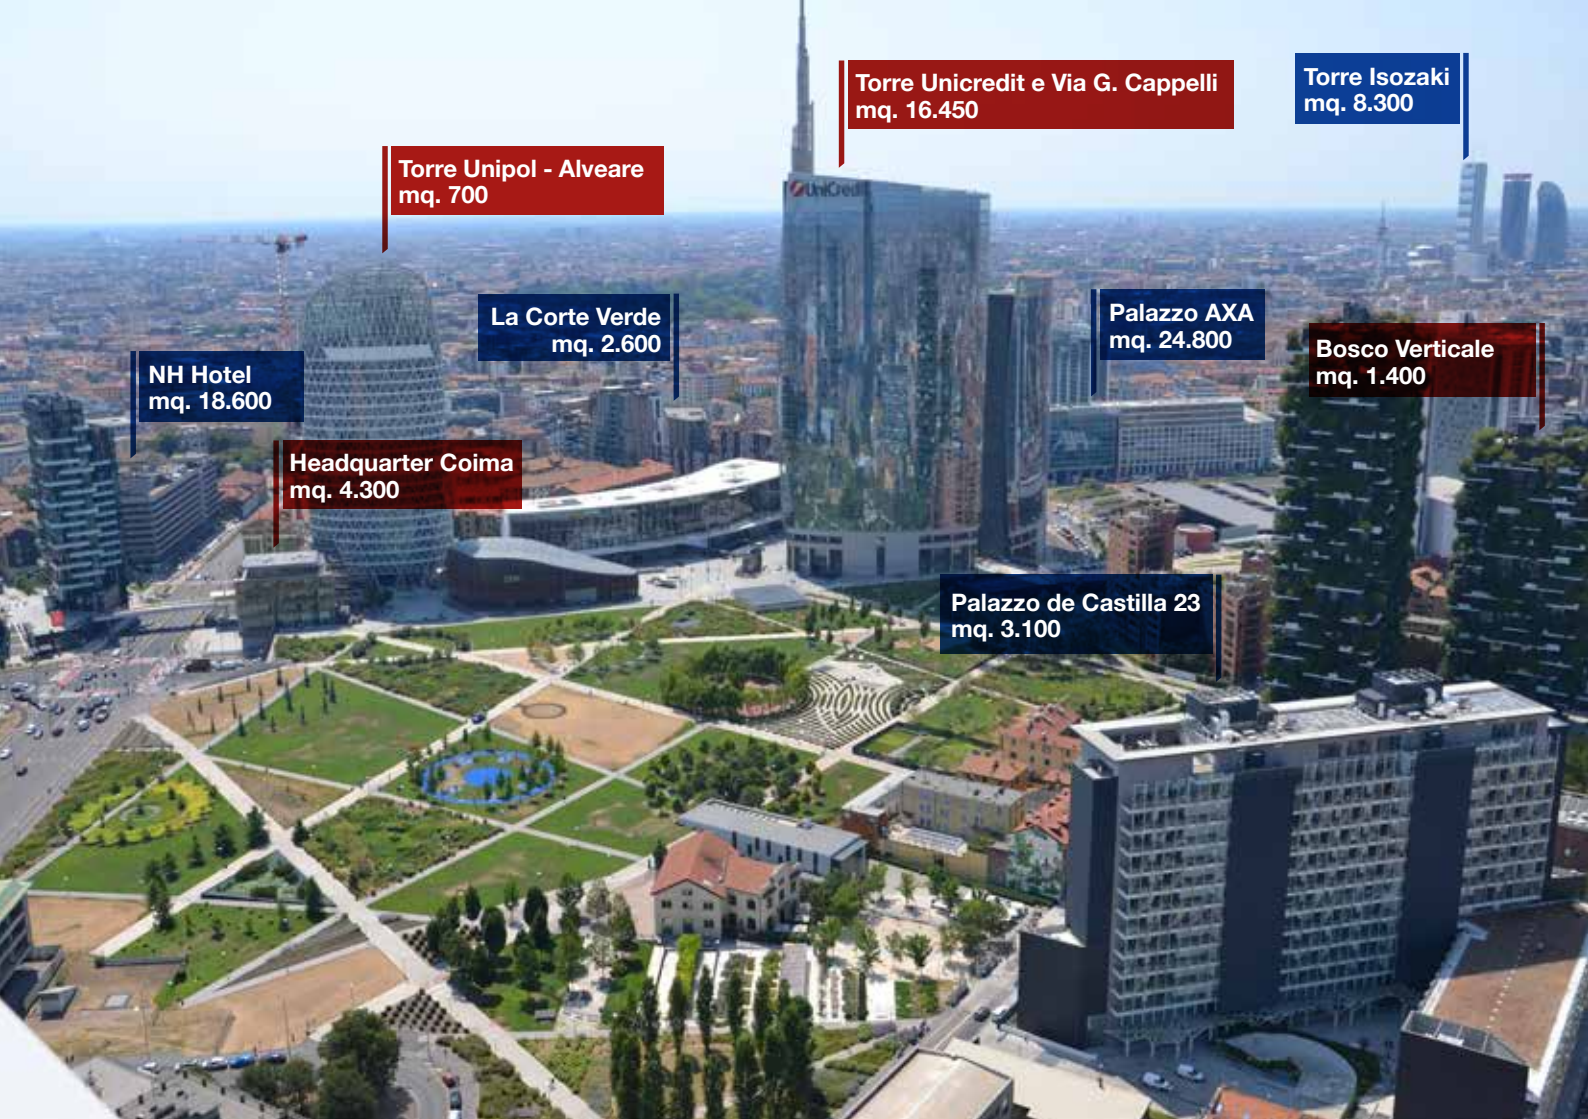 Torre Unicredit e Via G. Cappelli
mq. 16.450
Torre Isozaki
mq. 8.300
Torre Unipol - Alveare
mq. 700
UniCredit
La Corte Verde
mq. 2.600
Palazzo AXA
mq. 24.800
Bosco Verticale
mq. 1.400
NH Hotel
mq. 18.600
Headquarter Coima
mq. 4.300
Palazzo de Castilla 23
mq. 3.100